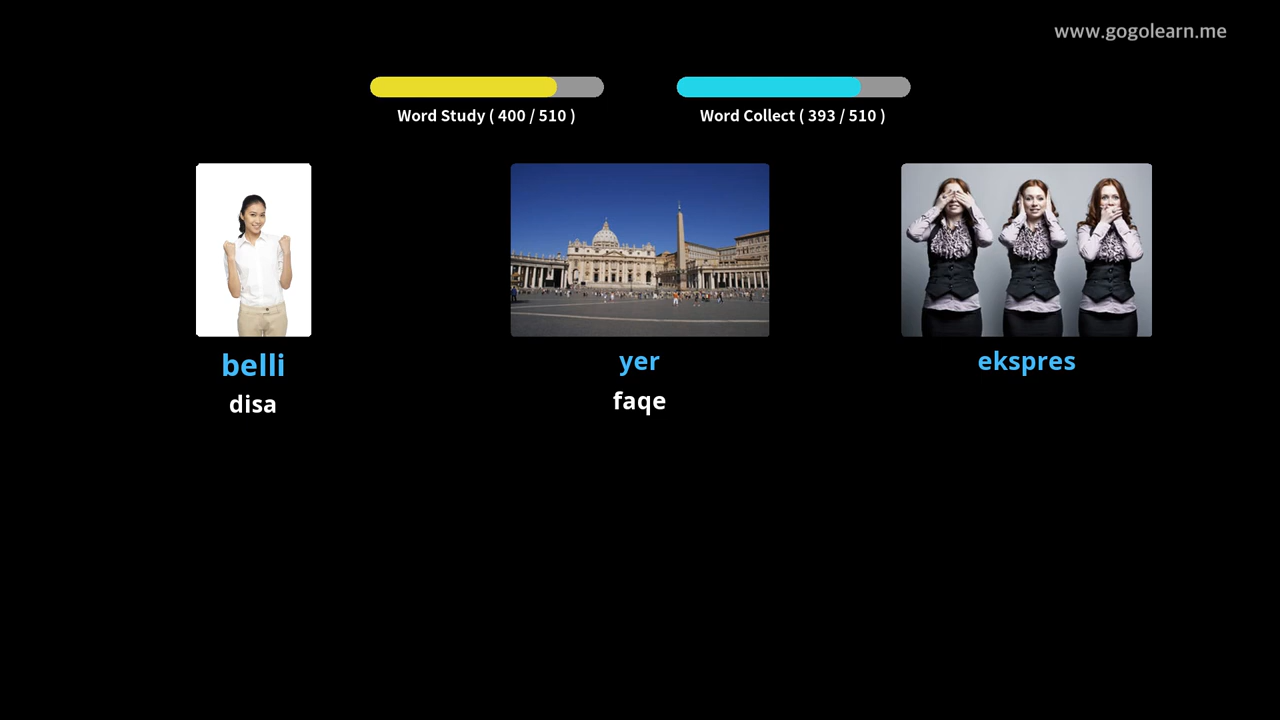 www.gogolearn.me
Word Study ( 400 / 510 )
Word Collect ( 393 / 510 )
belli
disa
yer
faqe
ekspres